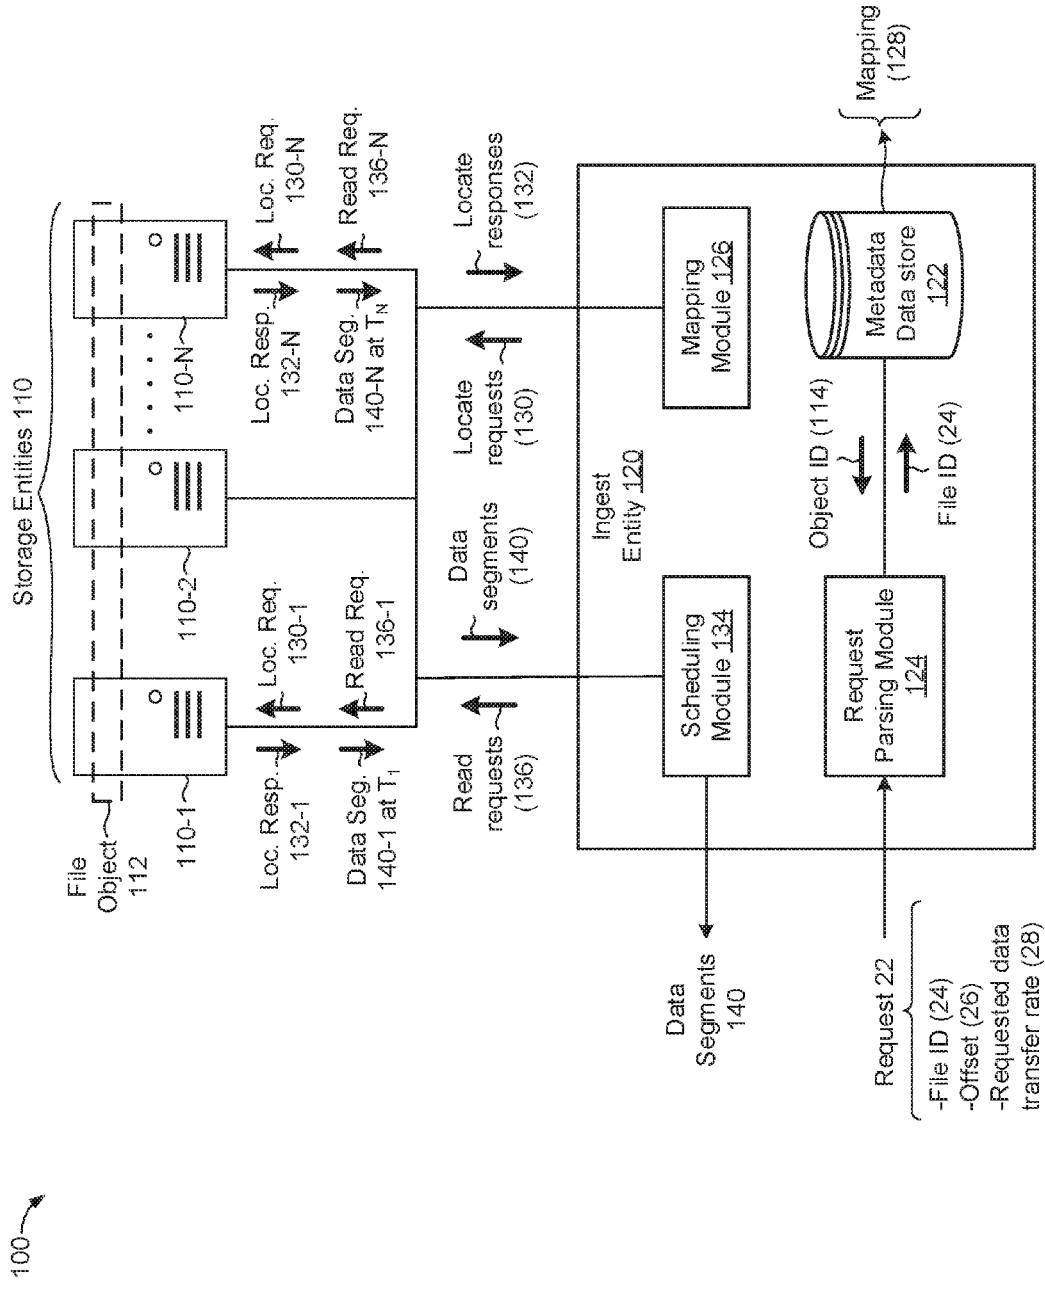 100
Storage Entities 110
File
Object
112
110-1
110-2
110-N
Loc. Resp.
132-1
Loc. Req.
130-1
Data Seg.
140-1 at T1
Read Req.
136-1
Loc. Resp.
132-N
Loc. Req.
130-N
Data Seg.
140-N at TN
Read Req.
136-N
Read
requests
(136)
Data
segments
(140)
Locate
requests
(130)
Locate
responses
(132)
Ingest
Entity 120
Scheduling
Module 134
Mapping
Module 126
Data
Segments
140
Object ID (114)
File ID (24)
Request
Parsing Module
124
Metadata
Data store
122
Mapping
(128)
Request 22
-File ID (24)
-Offset (26)
-Requested data
transfer rate (28)